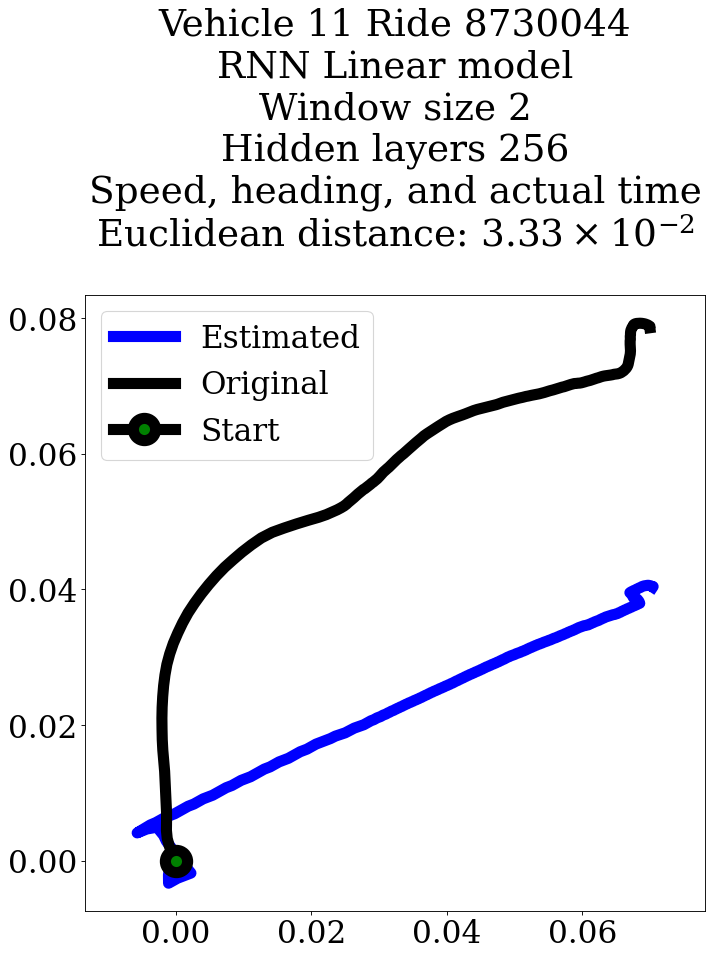 Vehicle 11 Ride 8730044
RNN Linear model
Window size 2
Hidden layers 256
Speed, heading, and actual time
Euclidean distance: 3.33 × 10⁻²
Estimated
Original
Start
0.08
0.06
0.04
0.02
0.00
0.00 0.02 0.04 0.06